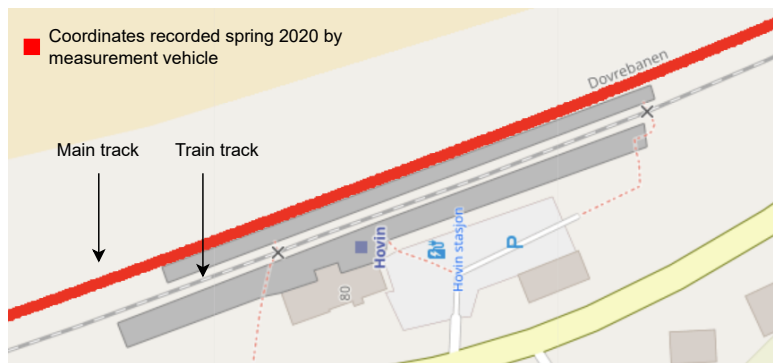 Coordinates recorded spring 2020 by
measurement vehicle
Dovrebanen
Main track
Train track
Hovin
Hovin stasjon
P
80